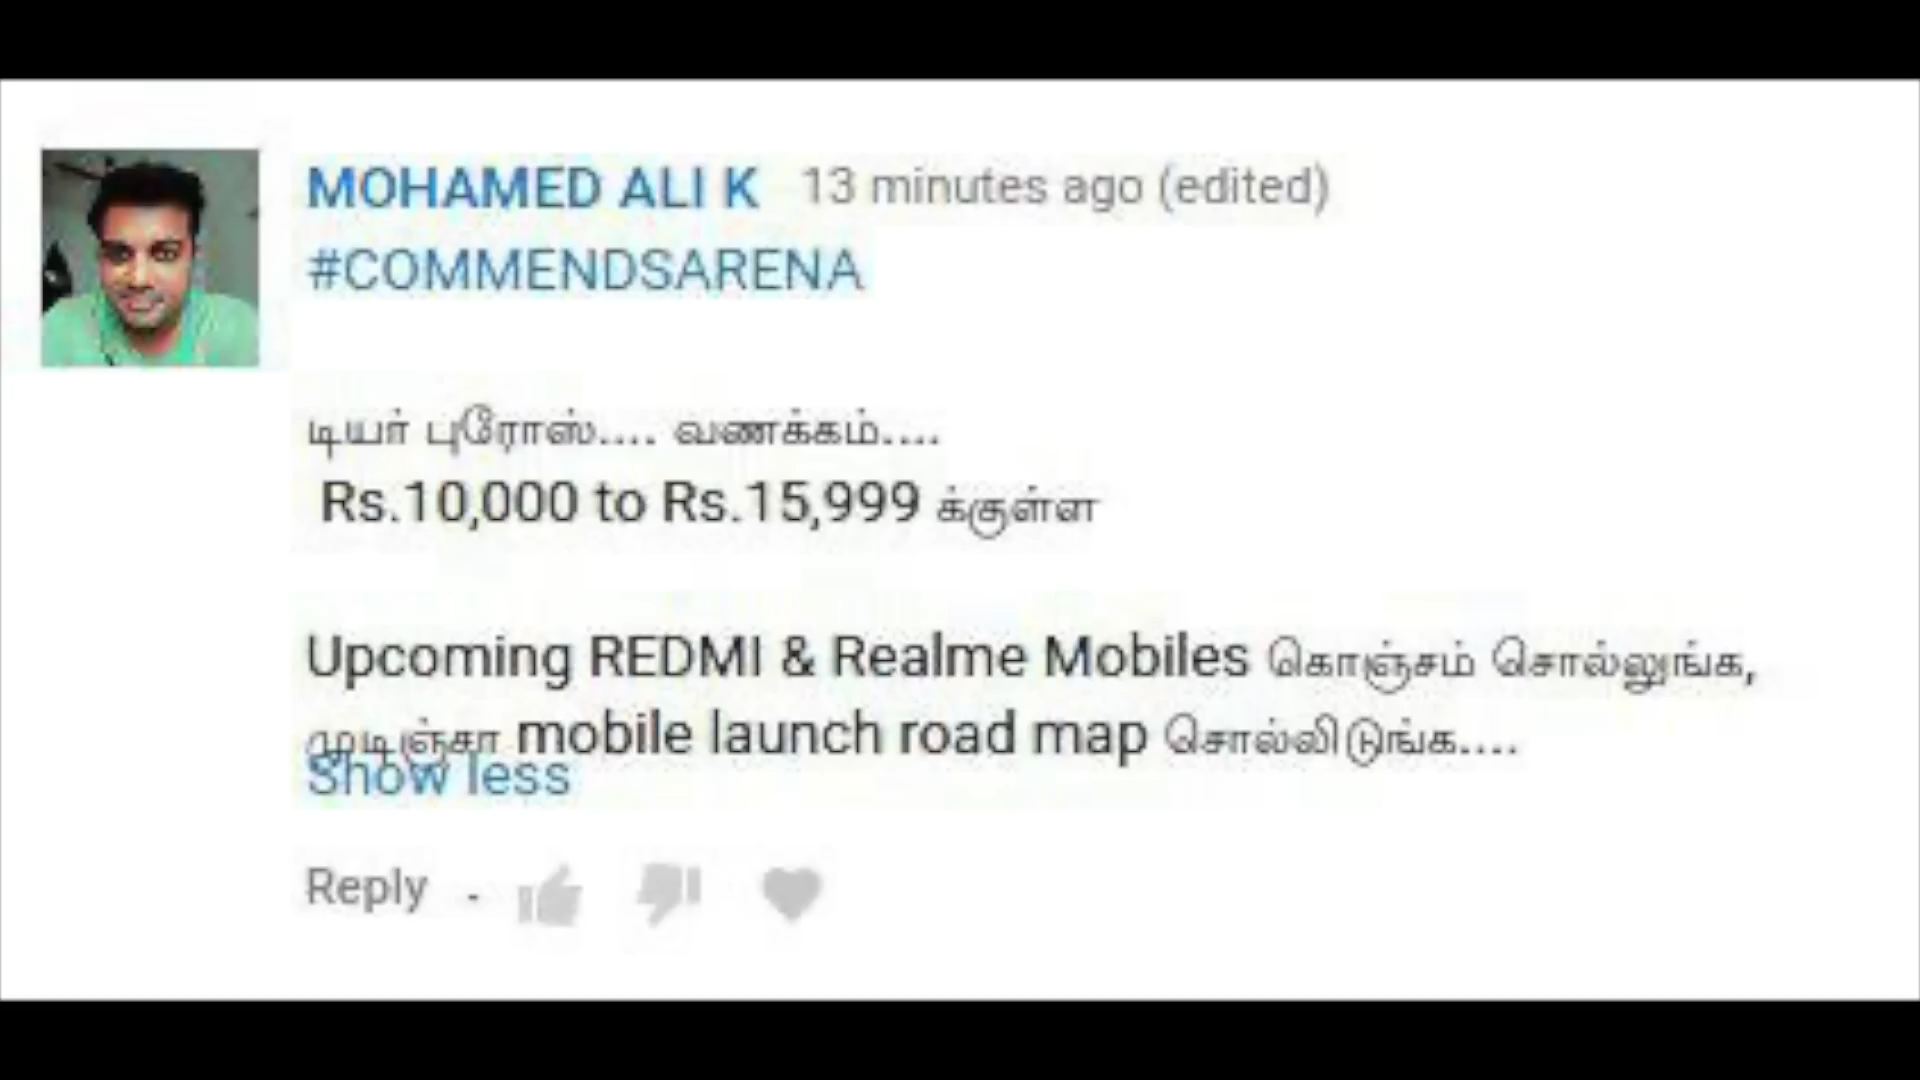 MOHAMED ALI K 13 minutes ago (edited)
#COMMENDSARENA
டியர் புரோஸ்.... வணக்கம்....
Rs.10,000 to Rs.15,999 க்குள்ள
Upcoming REDMI & Realme Mobiles கொஞ்சம் சொல்லுங்க,
முடிஞ்சா mobile launch road map சொல்லிடுங்க....
Show less
Reply